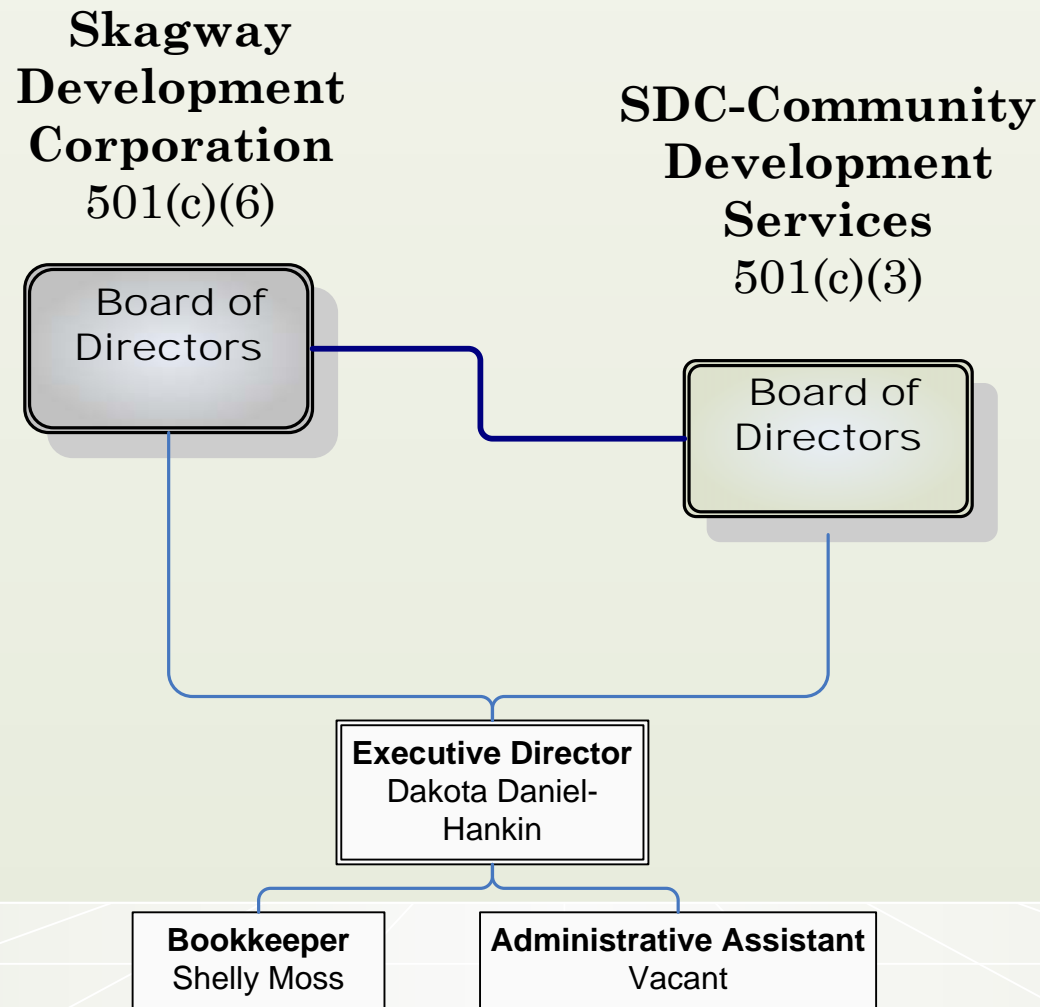 Skagway
Development
Corporation
501(c)(6)
SDC-Community
Development
Services
501(c)(3)
Board of
Directors
Board of
Directors
Executive Director
Dakota Daniel-
Hankin
Bookkeeper
Shelly Moss
Administrative Assistant
Vacant